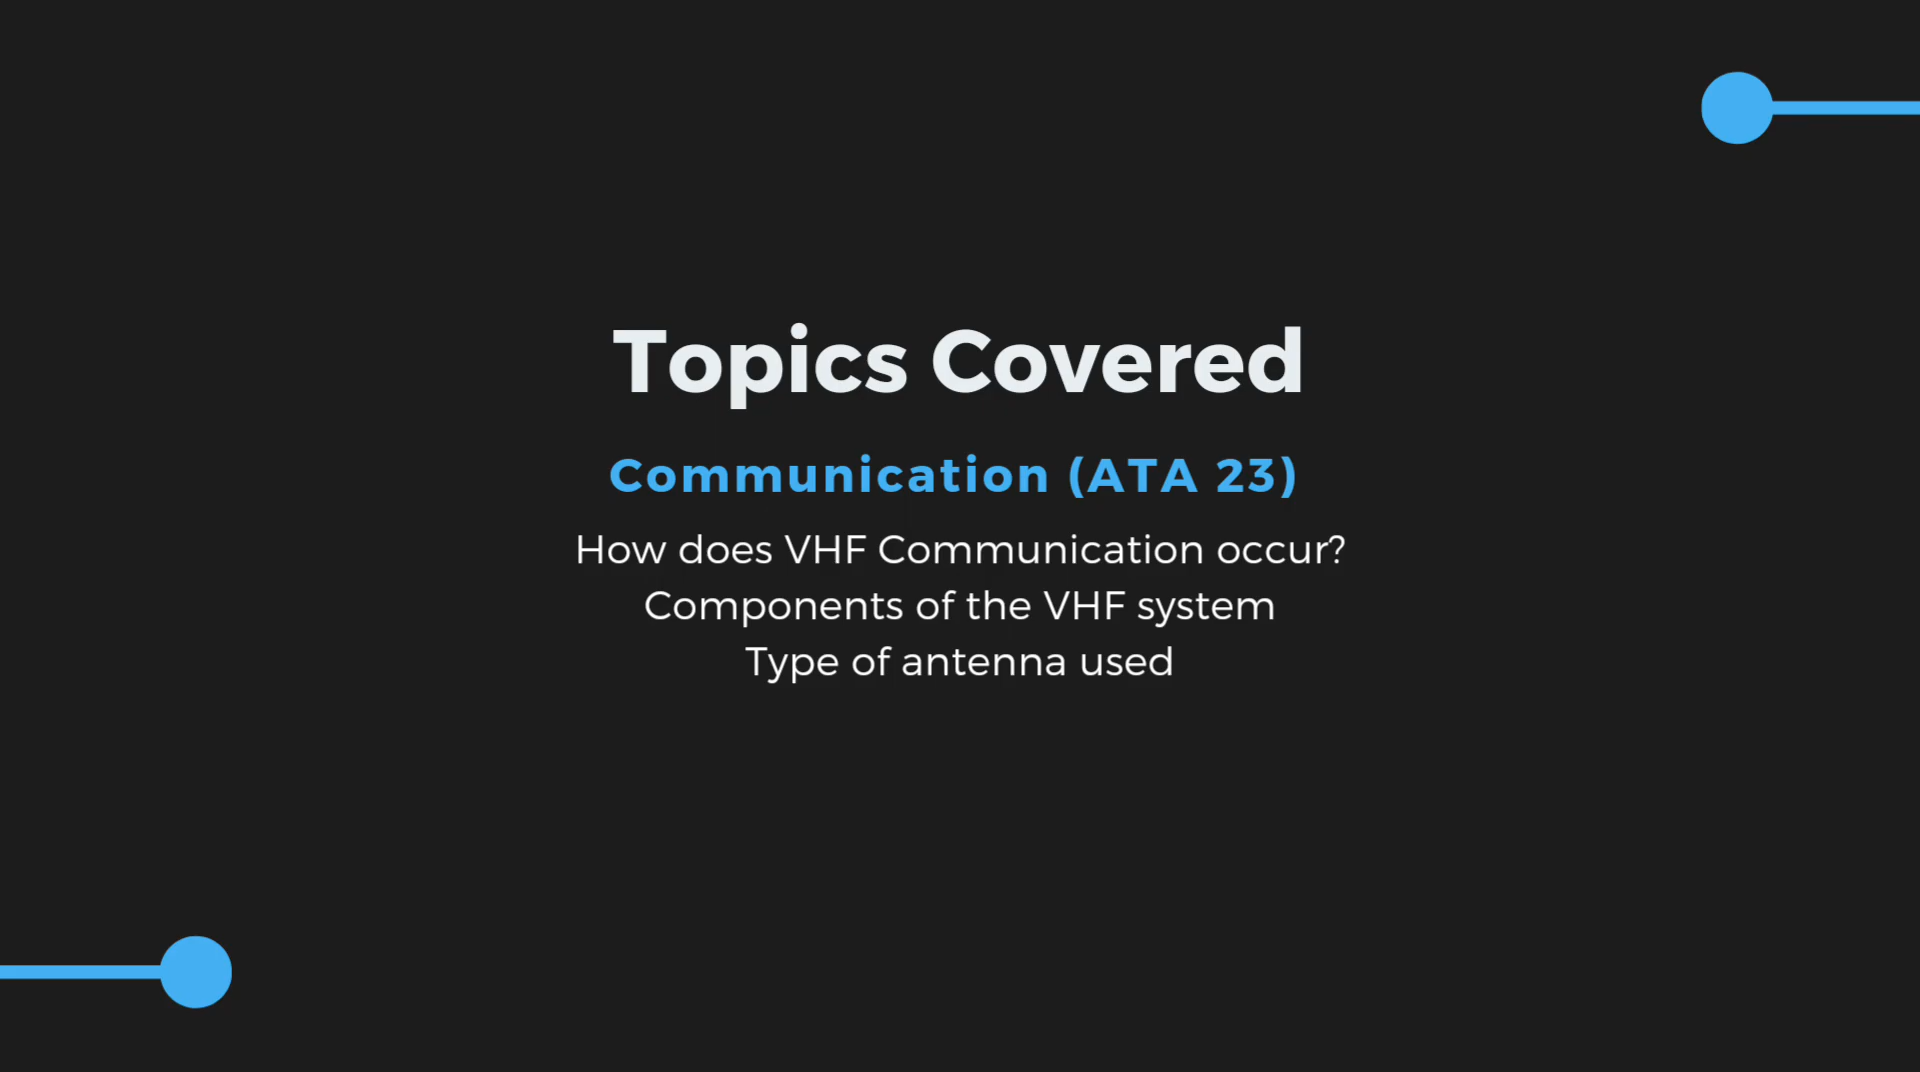 Topics Covered
Communication (ATA 23)
How does VHF Communication occur?
Components of the VHF system
Type of antenna used